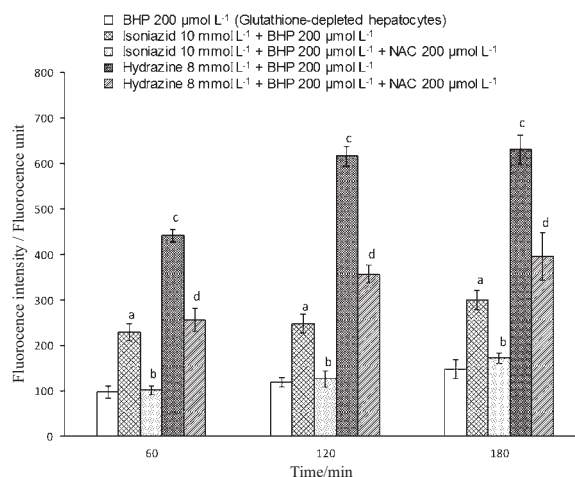 BHP 200 µmol L-1 (Glutathione-depleted hepatocytes)
Isoniazid 10 mmol L-1 + BHP 200 µmol L-1
Isoniazid 10 mmol L-1 + BHP 200 µmol L-1 + NAC 200 µmol L-1
Hydrazine 8 mmol L-1 + BHP 200 µmol L-1
Hydrazine 8 mmol L-1 + BHP 200 µmol L-1 + NAC 200 µmol L-1
Fluorocence intensity / Fluorocence unit
800
700
600
500
400
300
200
100
0
a
b
c
d
a
b
c
d
a
b
c
d
60
120
180
Time/min